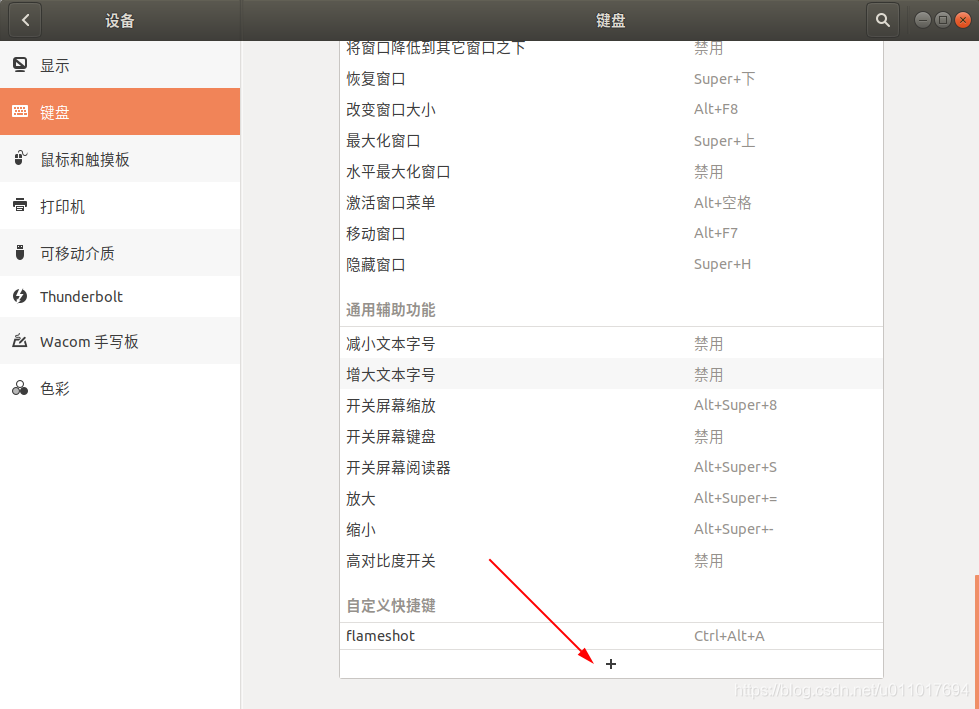 设备
键盘
显示
键盘
鼠标和触摸板
打印机
可移动介质
Thunderbolt
Wacom 手写板
色彩
将窗口降低到其它窗口之下 禁用
恢复窗口 Super+下
改变窗口大小 Alt+F8
最大化窗口 Super+上
水平最大化窗口 禁用
激活窗口菜单 Alt+空格
移动窗口 Alt+F7
隐藏窗口 Super+H
通用辅助功能
减小文本字号 禁用
增大文本字号 禁用
开关屏幕缩放 Alt+Super+8
开关屏幕键盘 禁用
开关屏幕阅读器 Alt+Super+S
放大 Alt+Super+=
缩小 Alt+Super+-
高对比度开关 禁用
自定义快捷键
flameshot Ctrl+Alt+A
+
https://blog.csdn.net/u011017694